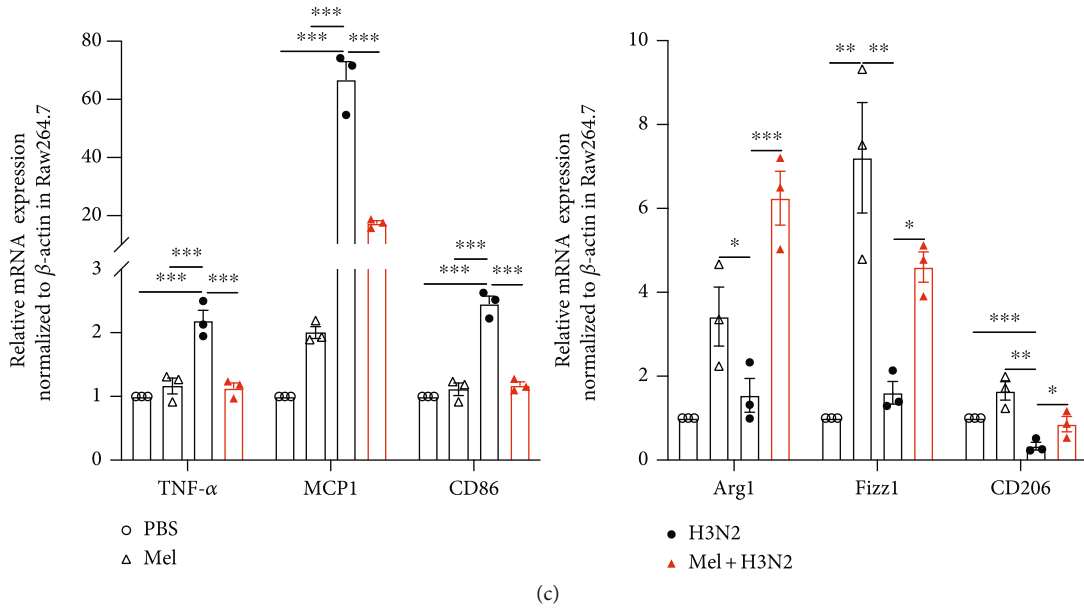 Relative mRNA expression
normalized to β-actin in Raw264.7
80
60
40
20
3
2
1
0
***
***
***
***
***
***
***
***
***
TNF-α
MCP1
CD86
PBS
Mel
Relative mRNA expression
normalized to β-actin in Raw264.7
10
8
6
4
2
0
*
***
**
**
*
***
**
*
Arg1
Fizz1
CD206
H3N2
Mel + H3N2
(c)